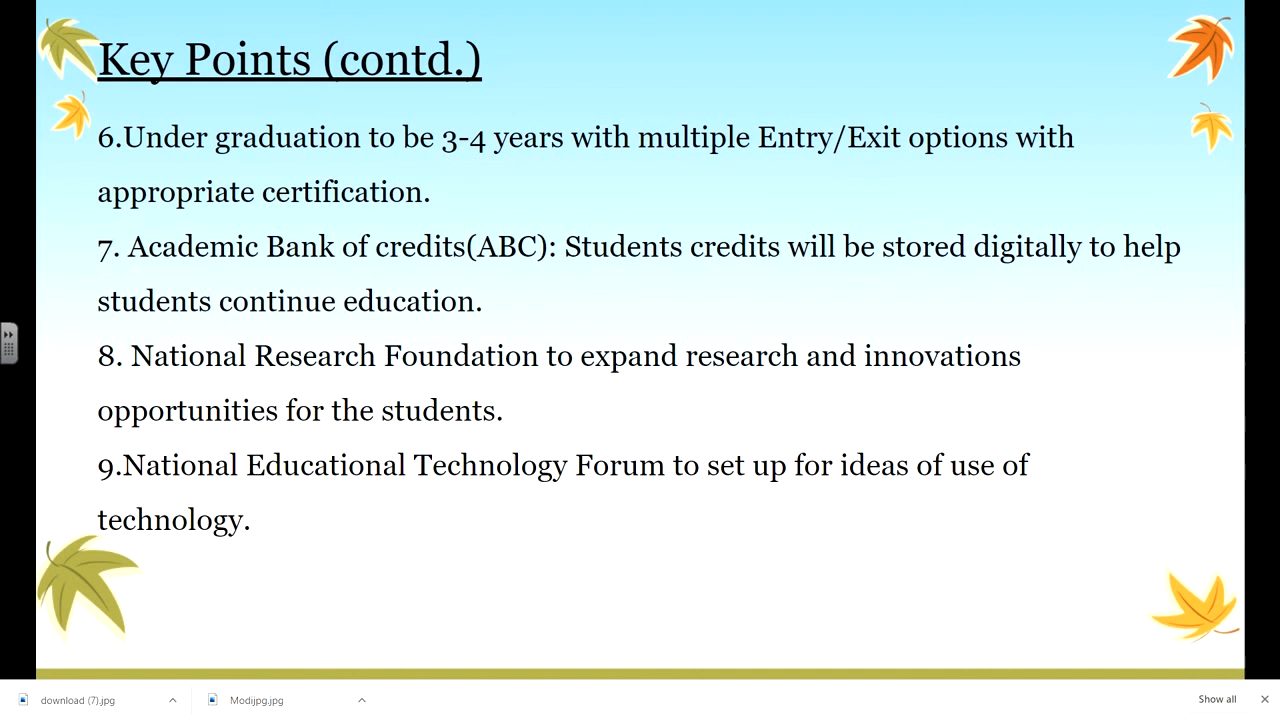 Key Points (contd.)
6.Under graduation to be 3-4 years with multiple Entry/Exit options with
appropriate certification.
7. Academic Bank of credits(ABC): Students credits will be stored digitally to help
students continue education.
8. National Research Foundation to expand research and innovations
opportunities for the students.
9.National Educational Technology Forum to set up for ideas of use of
technology.
download (7).jpg
Modijpg.jpg
Show all